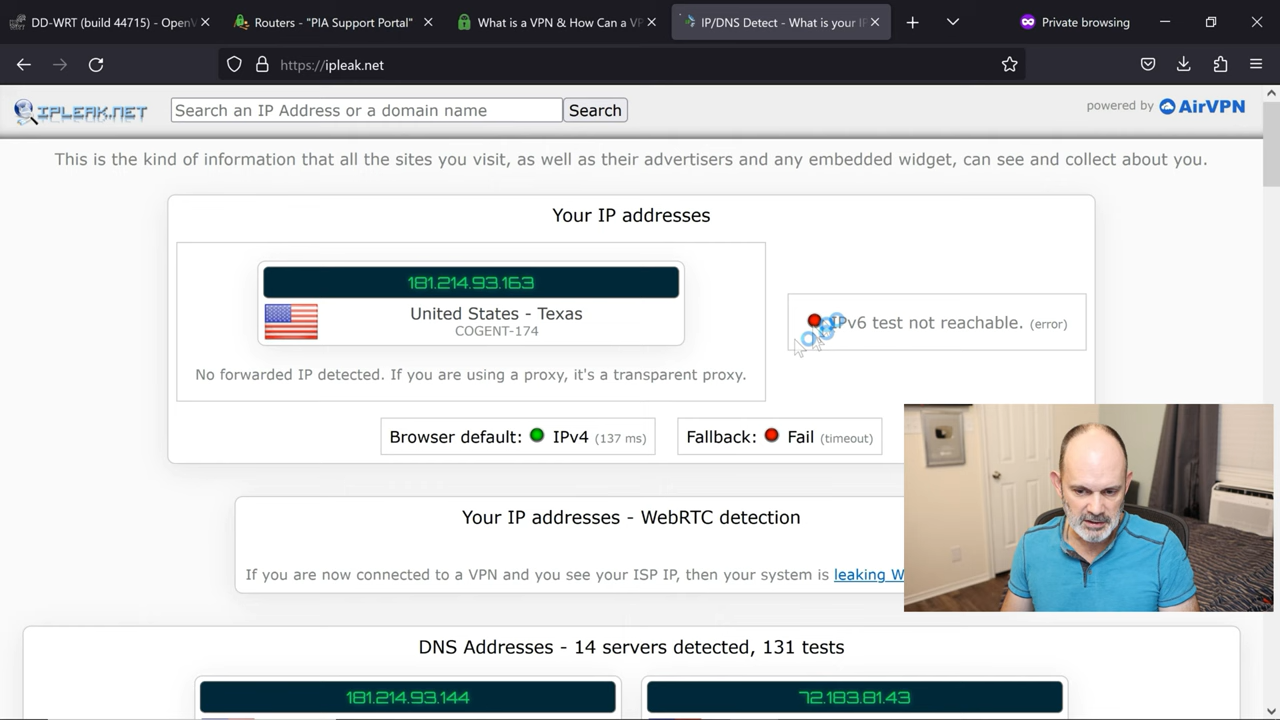 DD-WRT (build 44715) - OpenV
Routers - "PIA Support Portal"
What is a VPN & How Can a VP
IP/DNS Detect - What is your IP
Private browsing
https://ipleak.net
IPLEAK.NET
Search an IP Address or a domain name
Search
powered by AirVPN
This is the kind of information that all the sites you visit, as well as their advertisers and any embedded widget, can see and collect about you.
Your IP addresses
181.214.93.163
United States - Texas
COGENT-174
No forwarded IP detected. If you are using a proxy, it's a transparent proxy.
IPv6 test not reachable. (error)
Browser default: IPv4 (137 ms)
Fallback: Fail (timeout)
Your IP addresses - WebRTC detection
If you are now connected to a VPN and you see your ISP IP, then your system is leaking W
DNS Addresses - 14 servers detected, 131 tests
181.214.93.144
72.183.81.43